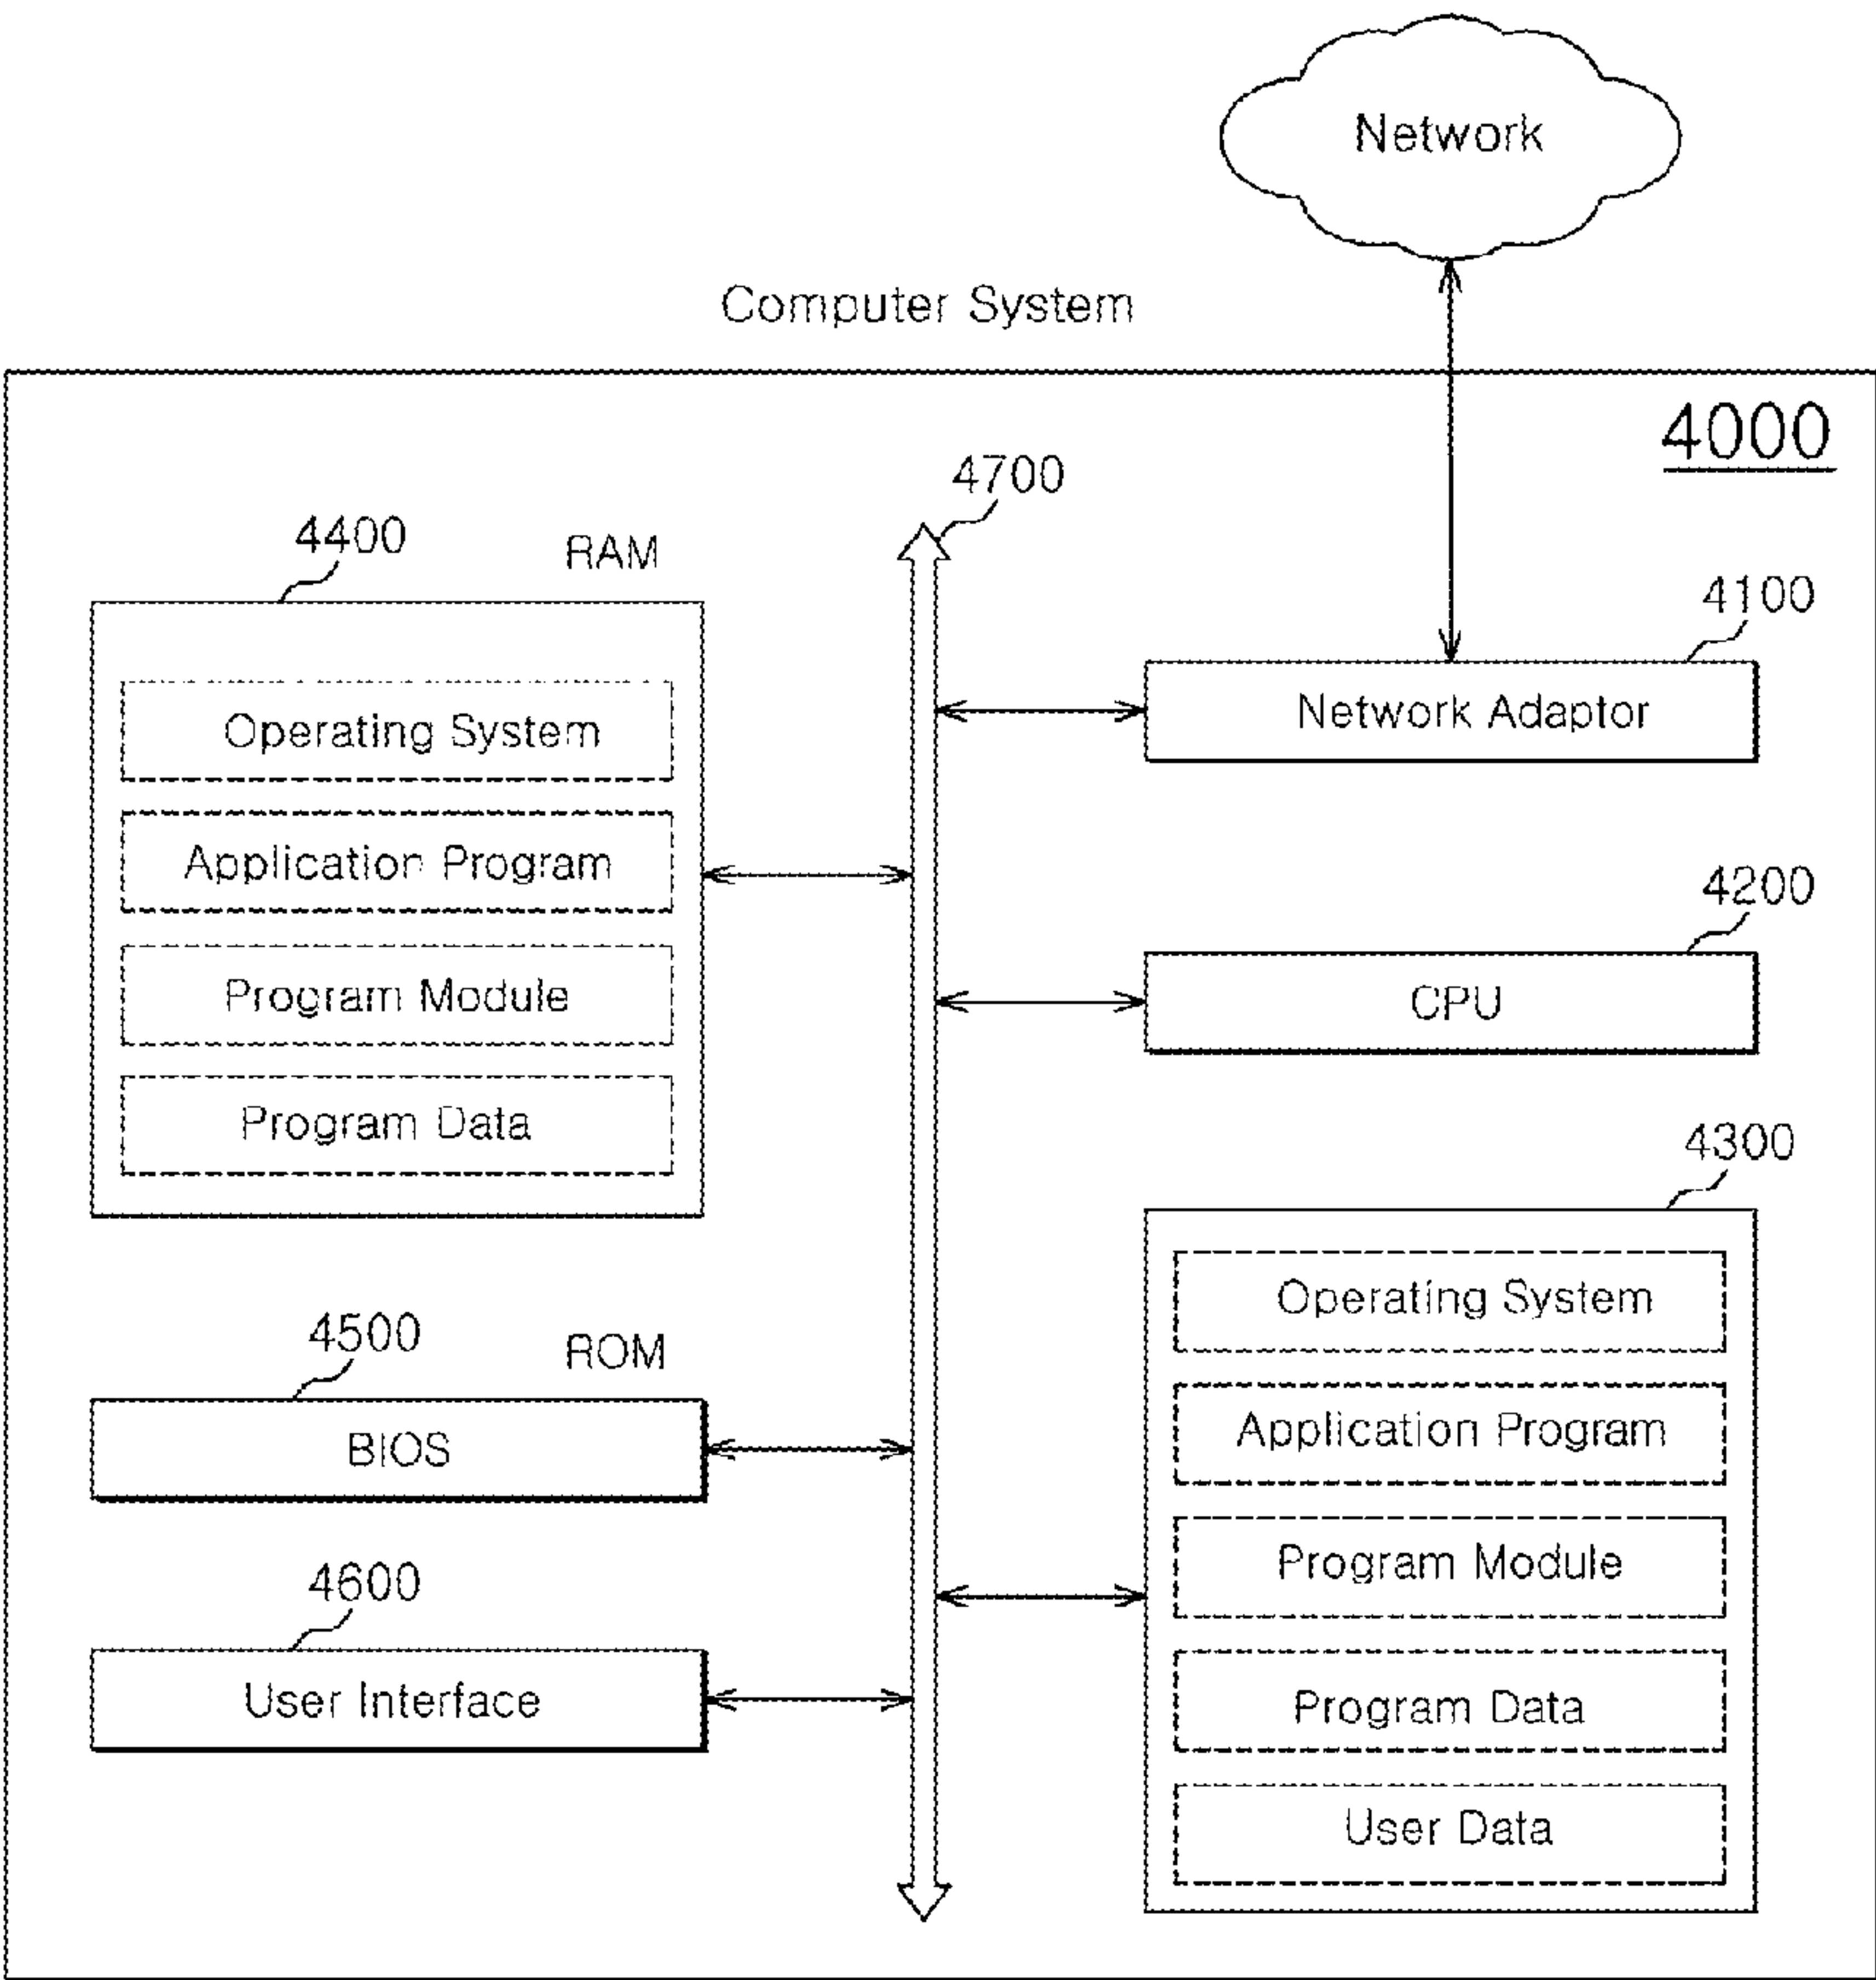 Network
Computer System
4000
4700
4400
RAM
Operating System
Application Program
Program Module
Program Data
4100
Network Adaptor
4200
CPU
4300
Operating System
Application Program
Program Module
Program Data
User Data
4500
ROM
BIOS
4600
User Interface